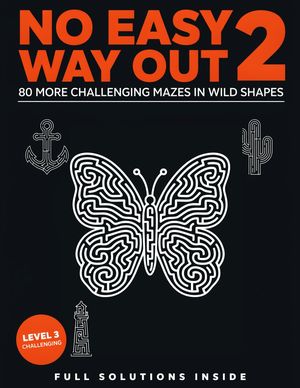 NO EASY
WAY OUT 2
80 MORE CHALLENGING MAZES IN WILD SHAPES
LEVEL 3
CHALLENGING
FULL SOLUTIONS INSIDE